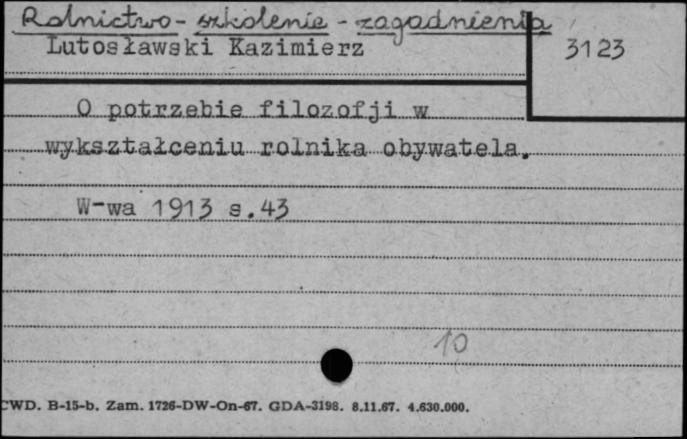 Rolnictwo - szkolenie - zagadnienia
Lutosławski Kazimierz
3123
O potrzebie filozofji w
wykształceniu rolnika obywatela.
W-wa 1913 s.43
10
CWD. B-15-b. Zam. 1726-DW-On-67. GDA-3198. 8.11.67. 4.630.000.